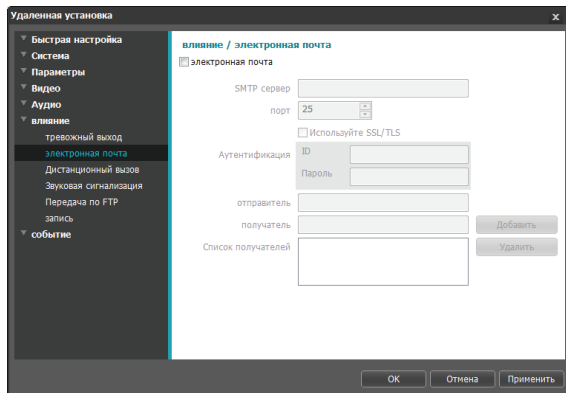 Удаленная установка
x
Быстрая настройка
Система
Параметры
Видео
Аудио
влияние
тревожный выход
электронная почта
Дистанционный вызов
Звуковая сигнализация
Передача по FTP
запись
событие
влияние / электронная почта
электронная почта
SMTP сервер
порт 25
Используйте SSL/TLS
Аутентификация ID
Пароль
отправитель
получатель Добавить
Список получателей Удалить
OK Отмена Применить